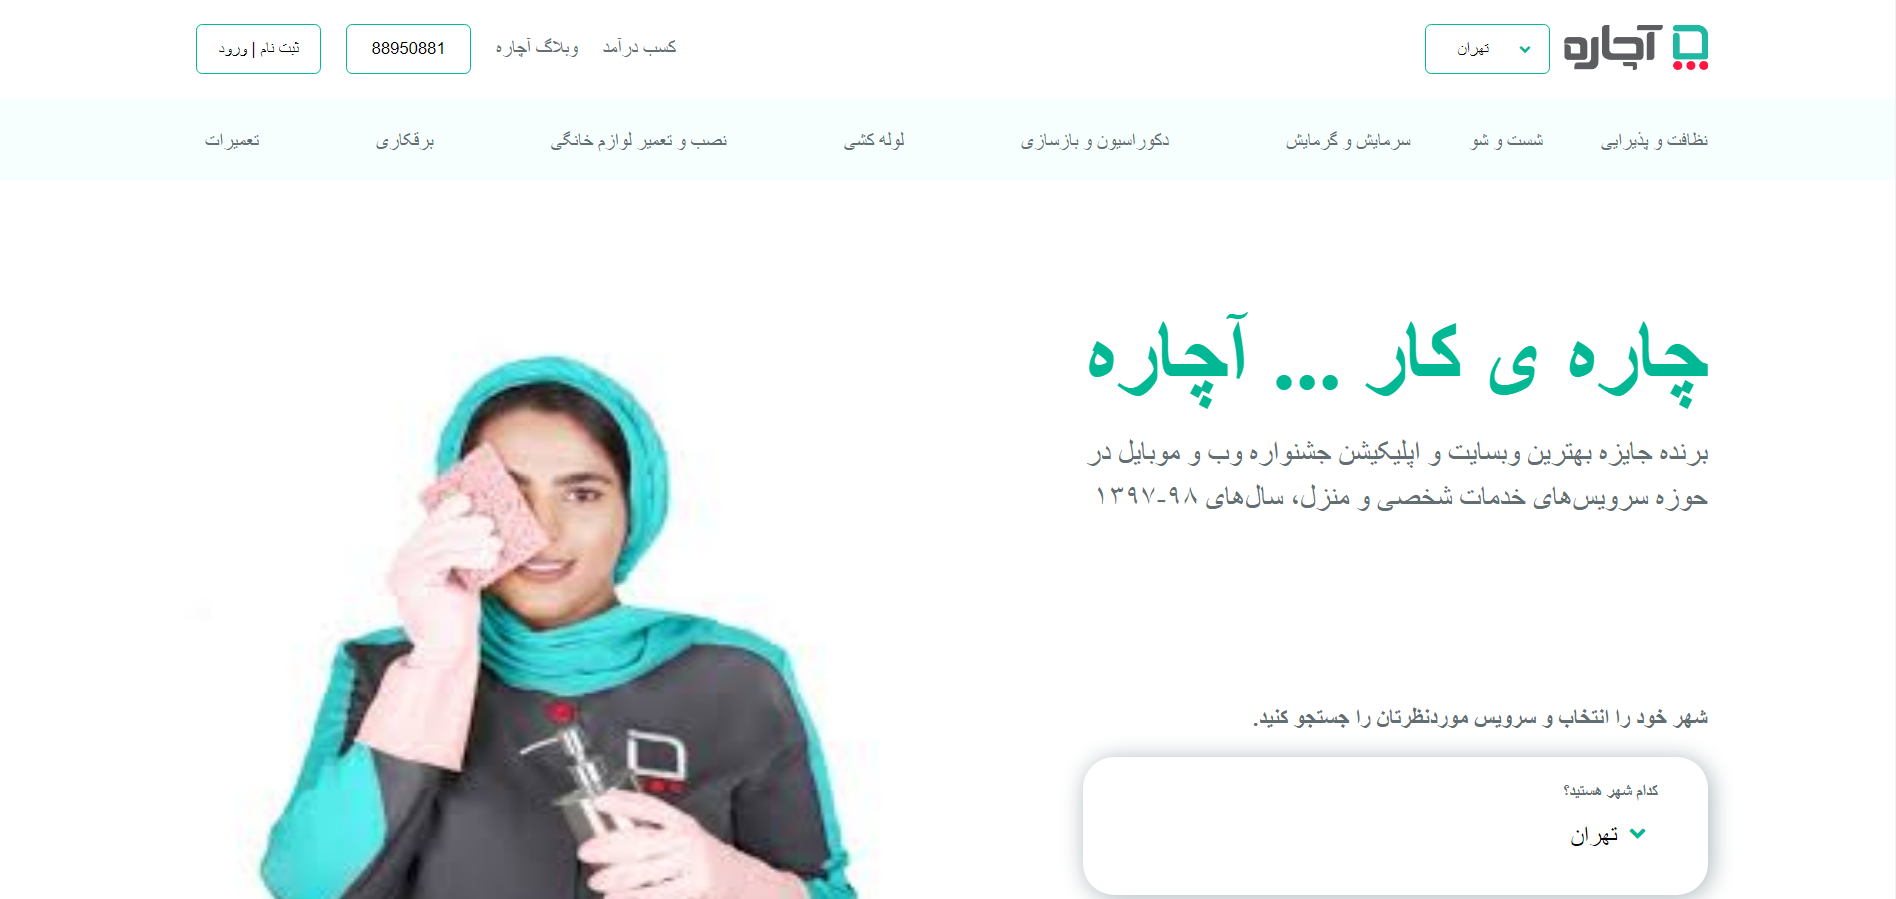 آچاره
تهران
کسب درآمد
وبلاگ آچاره
88950881
ثبت نام | ورود
نظافت و پذیرایی
شست و شو
سرمایش و گرمایش
دکوراسیون و بازسازی
لوله کشی
نصب و تعمیر لوازم خانگی
برقکاری
تعمیرات
چاره ی کار ... آچاره
برنده جایزه بهترین وبسایت و اپلیکیشن جشنواره وب و موبایل در
حوزه سرویس‌های خدمات شخصی و منزل، سال‌های ۹۸-۱۳۹۷
شهر خود را انتخاب و سرویس موردنظرتان را جستجو کنید.
کدام شهر هستید؟
تهران